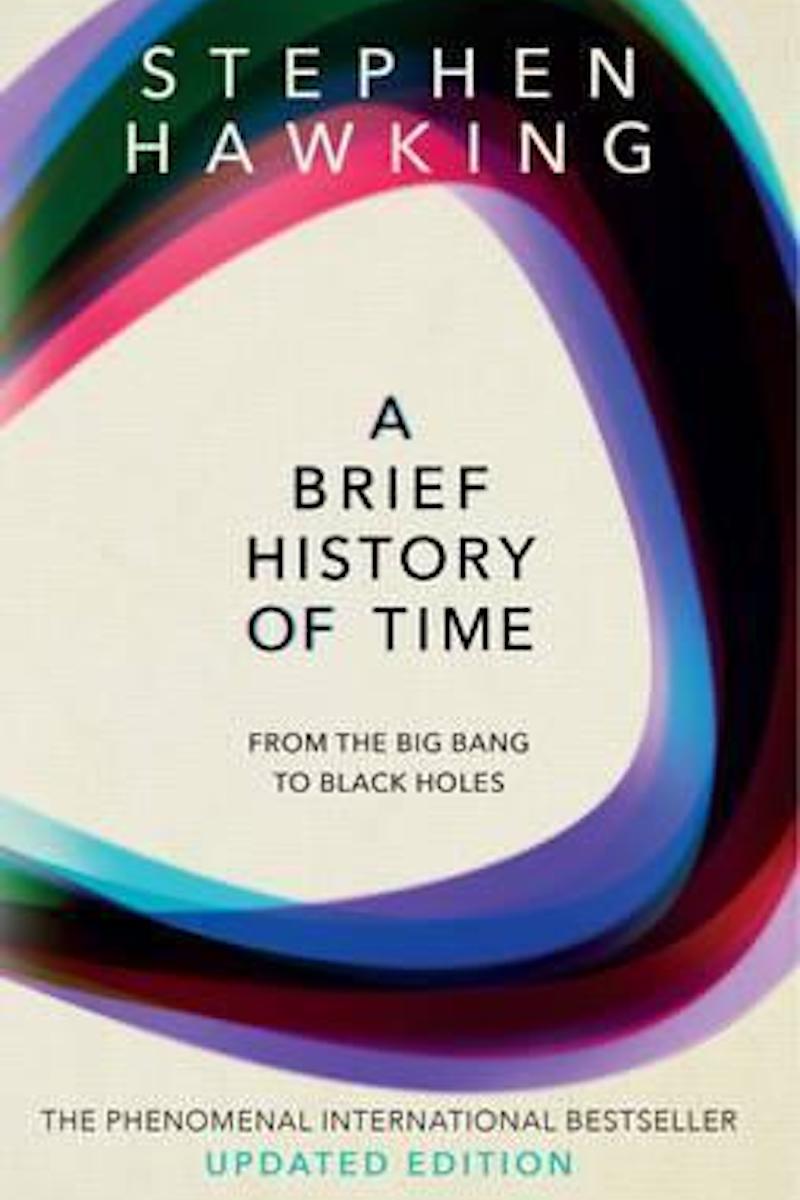 STEPHEN
HAWKING
A
BRIEF
HISTORY
OF TIME
FROM THE BIG BANG
TO BLACK HOLES
THE PHENOMENAL INTERNATIONAL BESTSELLER
UPDATED EDITION